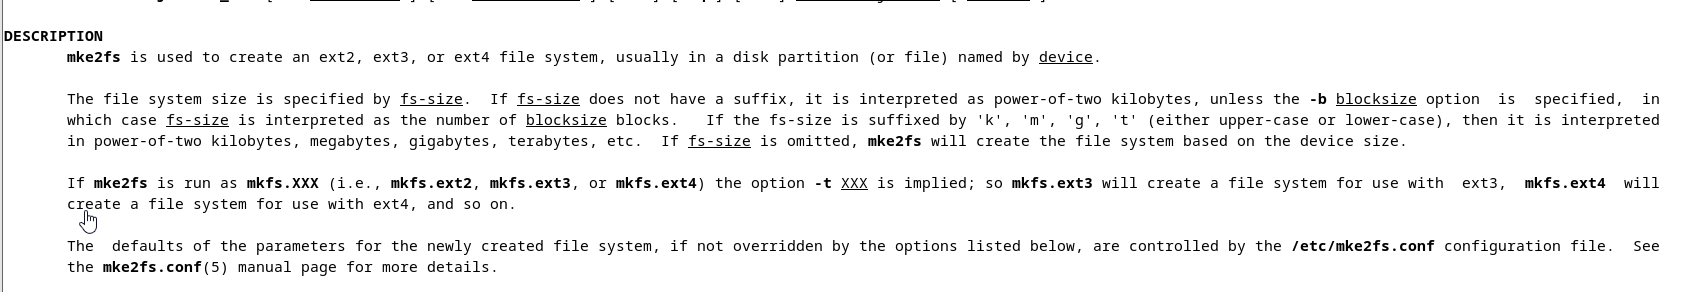 DESCRIPTION
mke2fs is used to create an ext2, ext3, or ext4 file system, usually in a disk partition (or file) named by device.
The file system size is specified by fs-size.  If fs-size does not have a suffix, it is interpreted as power-of-two kilobytes, unless the -b blocksize option  is  specified,  in
which case fs-size is interpreted as the number of blocksize blocks.   If the fs-size is suffixed by 'k', 'm', 'g', 't' (either upper-case or lower-case), then it is interpreted
in power-of-two kilobytes, megabytes, gigabytes, terabytes, etc.  If fs-size is omitted, mke2fs will create the file system based on the device size.
If mke2fs is run as mkfs.XXX (i.e., mkfs.ext2, mkfs.ext3, or mkfs.ext4) the option -t XXX is implied; so mkfs.ext3 will create a file system for use with  ext3,  mkfs.ext4  will
create a file system for use with ext4, and so on.
The  defaults of the parameters for the newly created file system, if not overridden by the options listed below, are controlled by the /etc/mke2fs.conf configuration file.  See
the mke2fs.conf(5) manual page for more details.